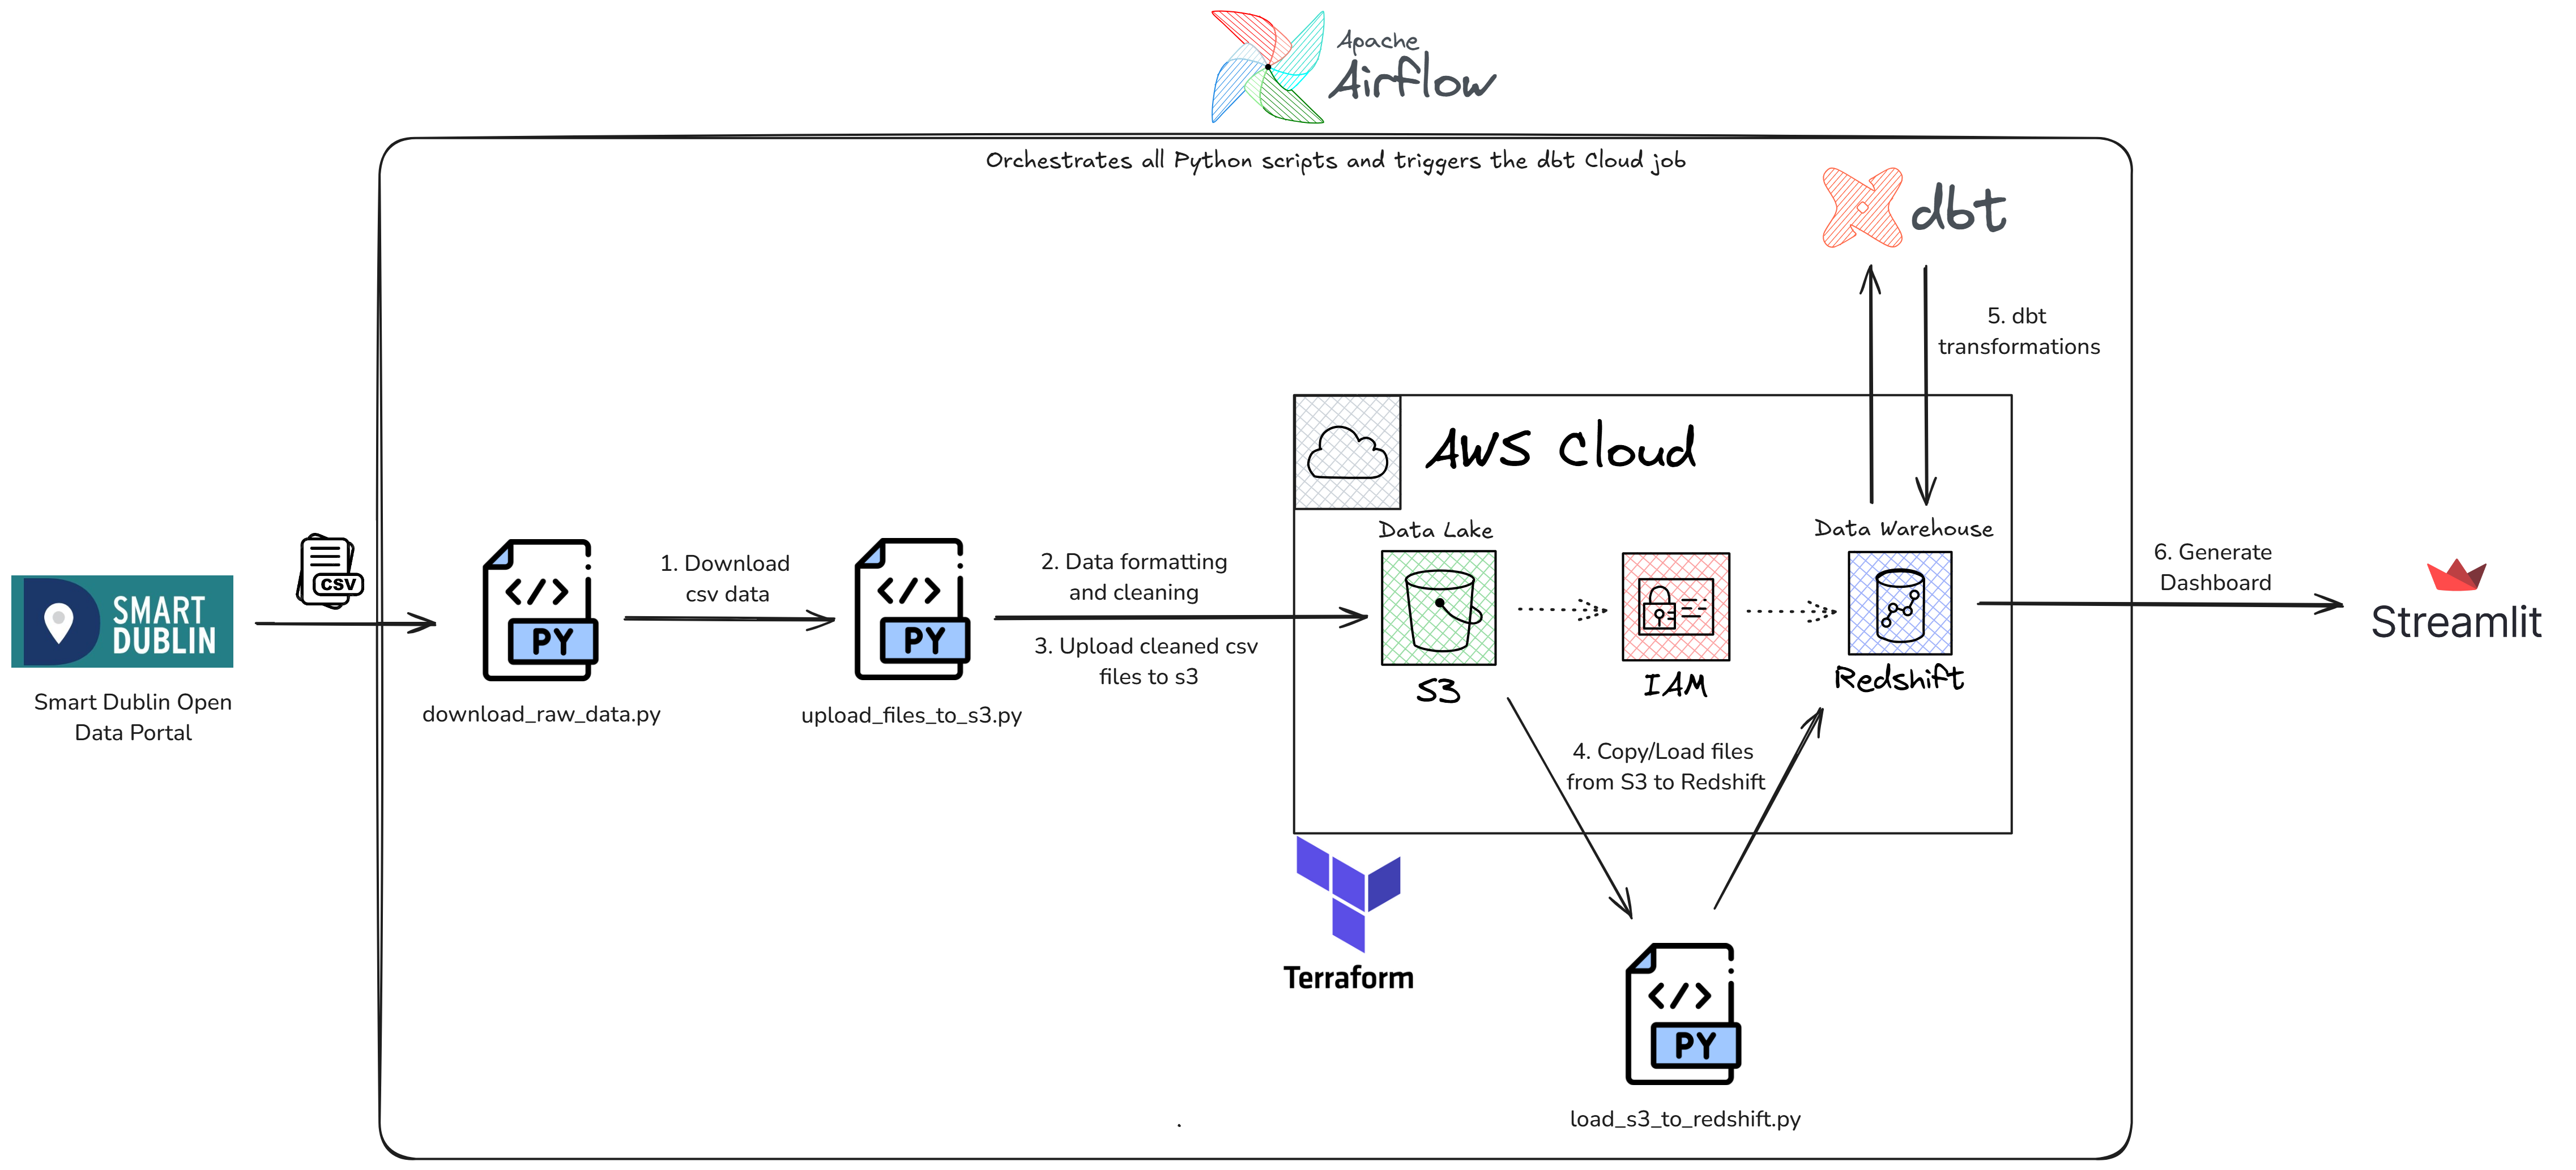 Apache
Airflow
Orchestrates all Python scripts and triggers the dbt Cloud job
dbt
5. dbt
transformations
AWS Cloud
Data Lake
Data Warehouse
CSV
SMART
DUBLIN
Smart Dublin Open
Data Portal
</>
PY
download_raw_data.py
1. Download
csv data
</>
PY
upload_files_to_s3.py
2. Data formatting
and cleaning
3. Upload cleaned csv
files to s3
S3
IAM
Redshift
6. Generate
Dashboard
Streamlit
4. Copy/Load files
from S3 to Redshift
Terraform
</>
PY
load_s3_to_redshift.py